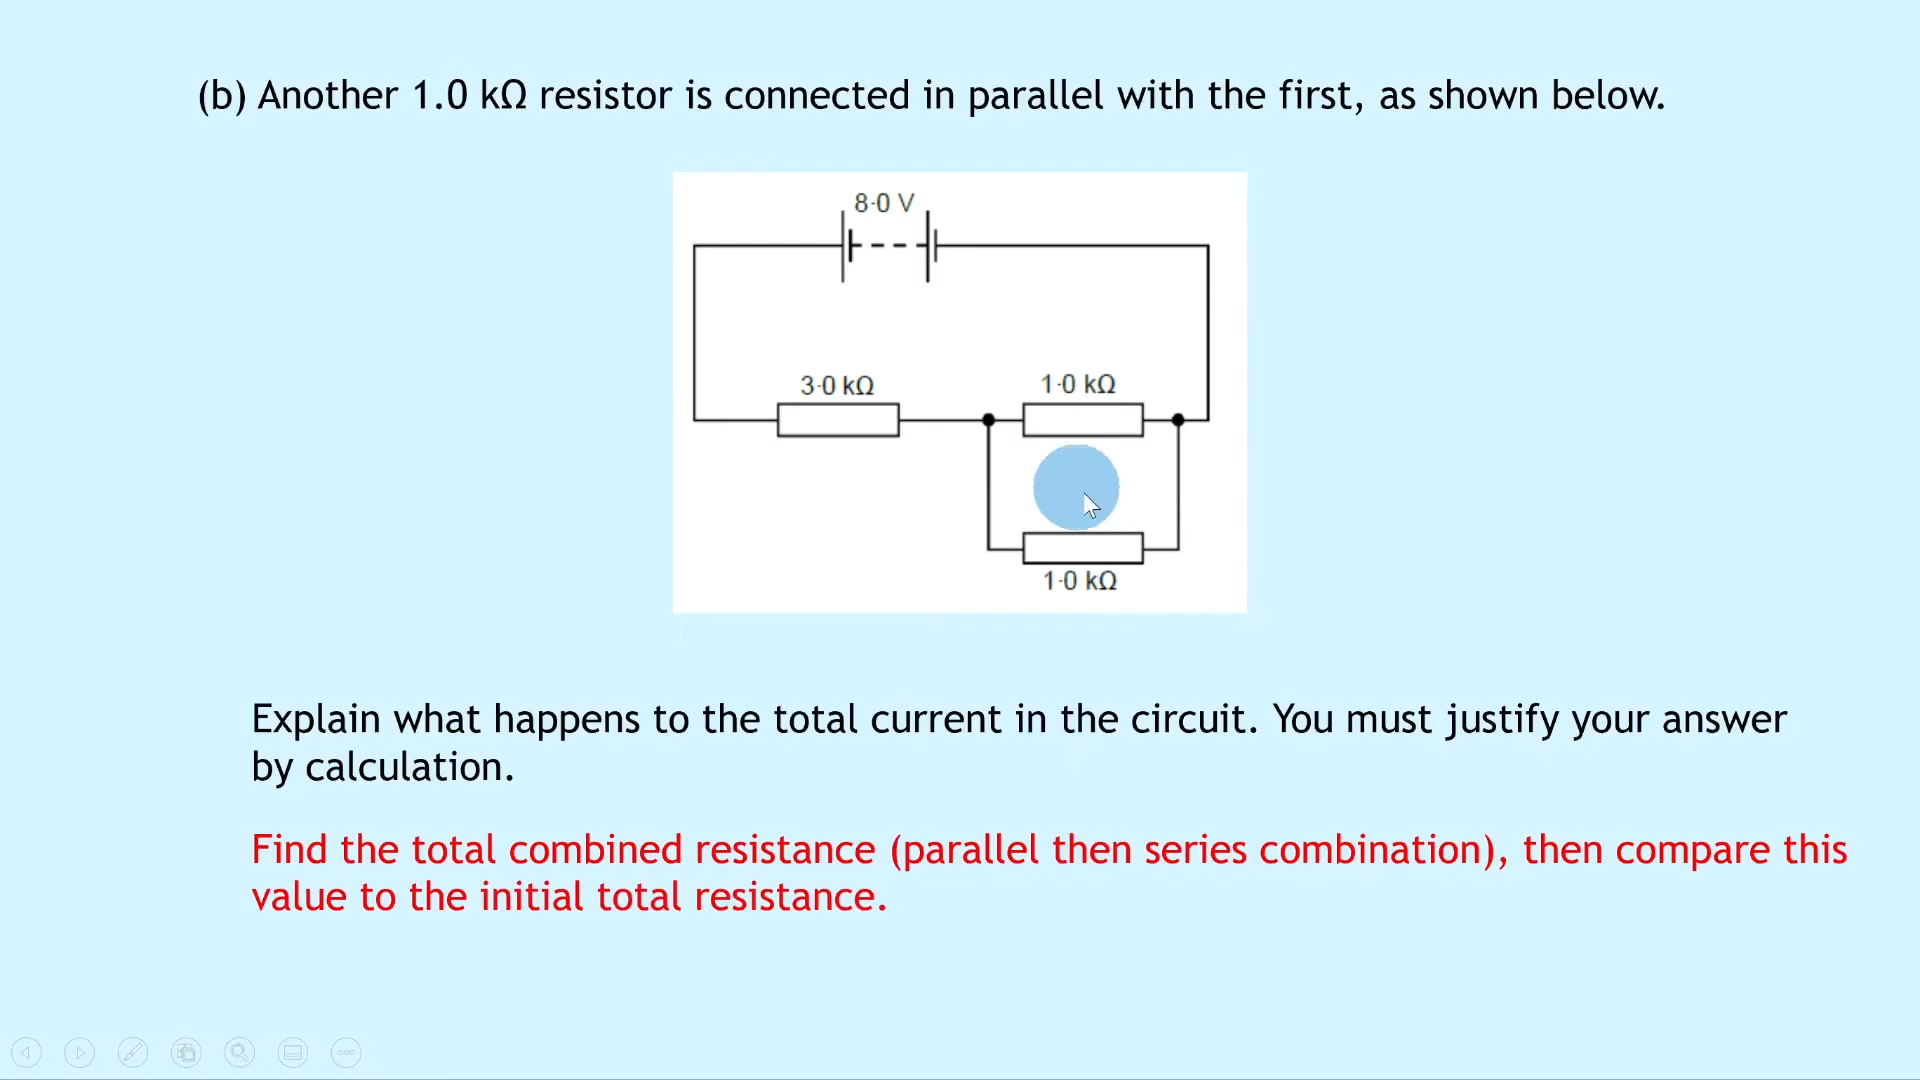 (b) Another 1.0 kΩ resistor is connected in parallel with the first, as shown below.
8·0 V
3·0 kΩ
1·0 kΩ
1·0 kΩ
Explain what happens to the total current in the circuit. You must justify your answer
by calculation.
Find the total combined resistance (parallel then series combination), then compare this
value to the initial total resistance.